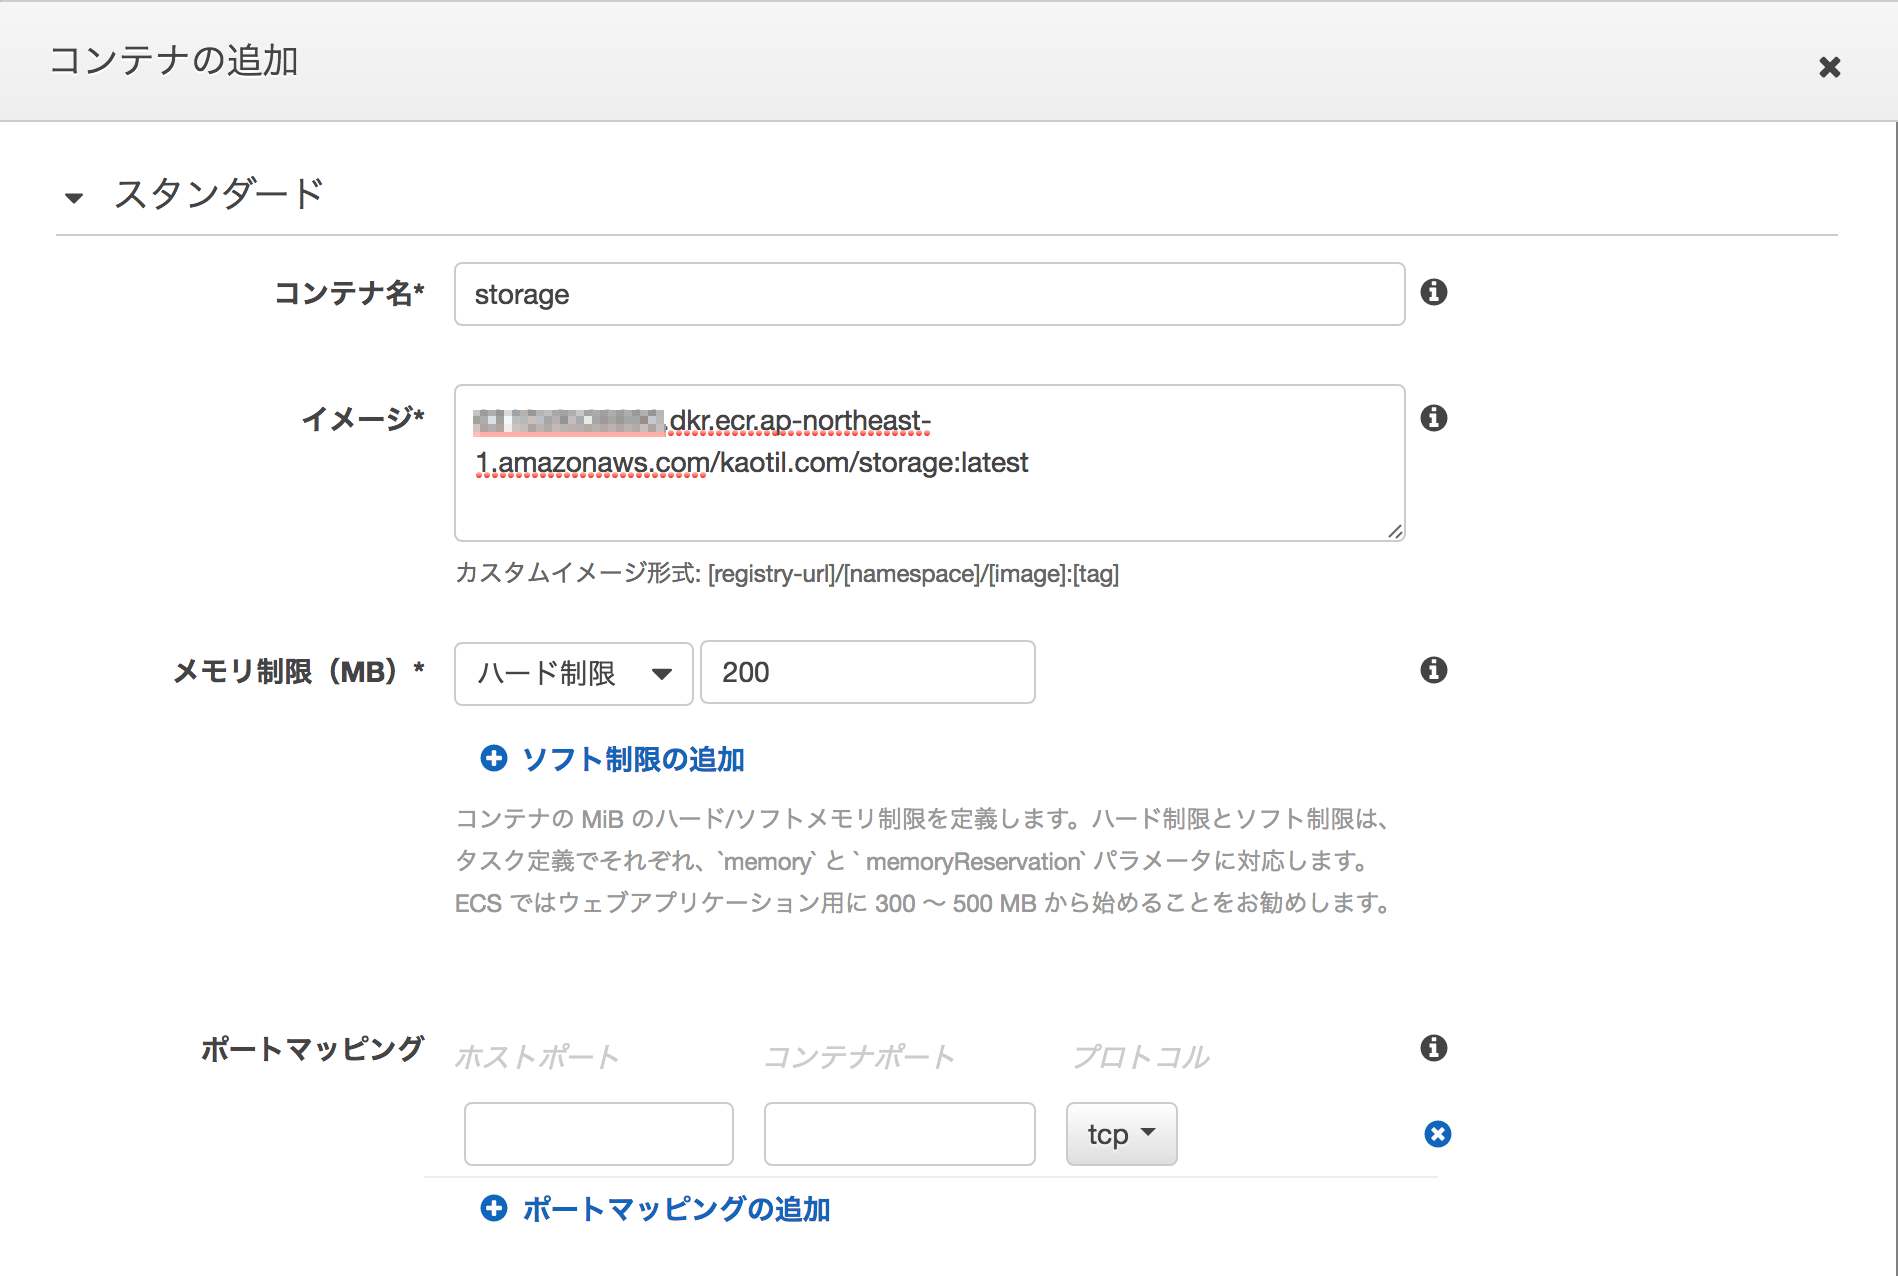 コンテナの追加
スタンダード
コンテナ名*
storage
イメージ*
.dkr.ecr.ap-northeast-
1.amazonaws.com/kaotil.com/storage:latest
カスタムイメージ形式: [registry-url]/[namespace]/[image]:[tag]
メモリ制限（MB）*
ハード制限
200
ソフト制限の追加
コンテナの MiB のハード/ソフトメモリ制限を定義します。ハード制限とソフト制限は、
タスク定義でそれぞれ、`memory` と ` memoryReservation` パラメータに対応します。
ECS ではウェブアプリケーション用に 300 〜 500 MB から始めることをお勧めします。
ポートマッピング
ホストポート
コンテナポート
プロトコル
tcp
ポートマッピングの追加